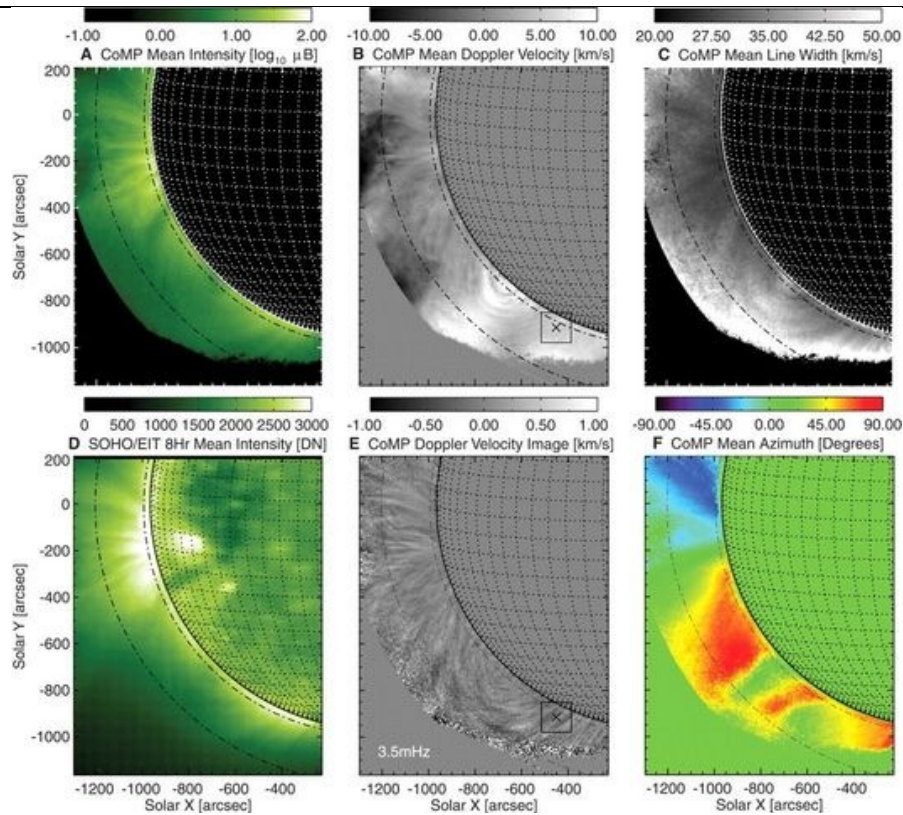 -1.00 0.00 1.00 2.00
A CoMP Mean Intensity [log10 μB]
-10.00 -5.00 0.00 5.00 10.00
B CoMP Mean Doppler Velocity [km/s]
20.00 27.50 35.00 42.50 50.00
C CoMP Mean Line Width [km/s]
200
0
-200
-400
-600
-800
-1000
Solar Y [arcsec]
0 500 1000 1500 2000 2500 3000
D SOHO/EIT 8Hr Mean Intensity [DN]
-1.00 -0.50 0.00 0.50 1.00
E CoMP Doppler Velocity Image [km/s]
-90.00 -45.00 0.00 45.00 90.00
F CoMP Mean Azimuth [Degrees]
200
0
-200
-400
-600
-800
-1000
Solar Y [arcsec]
3.5mHz
-1200 -1000 -800 -600 -400
Solar X [arcsec]
-1200 -1000 -800 -600 -400
Solar X [arcsec]
-1200 -1000 -800 -600 -400
Solar X [arcsec]